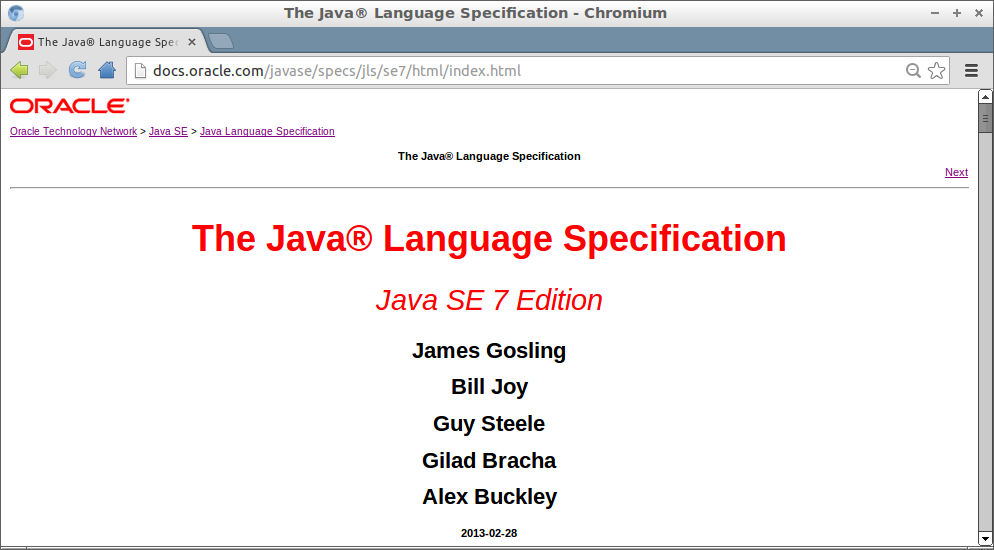 The Java® Language Specification - Chromium
The Java® Language Spec
docs.oracle.com/javase/specs/jls/se7/html/index.html
ORACLE®
Oracle Technology Network > Java SE > Java Language Specification
The Java® Language Specification
Next
The Java® Language Specification
Java SE 7 Edition
James Gosling
Bill Joy
Guy Steele
Gilad Bracha
Alex Buckley
2013-02-28